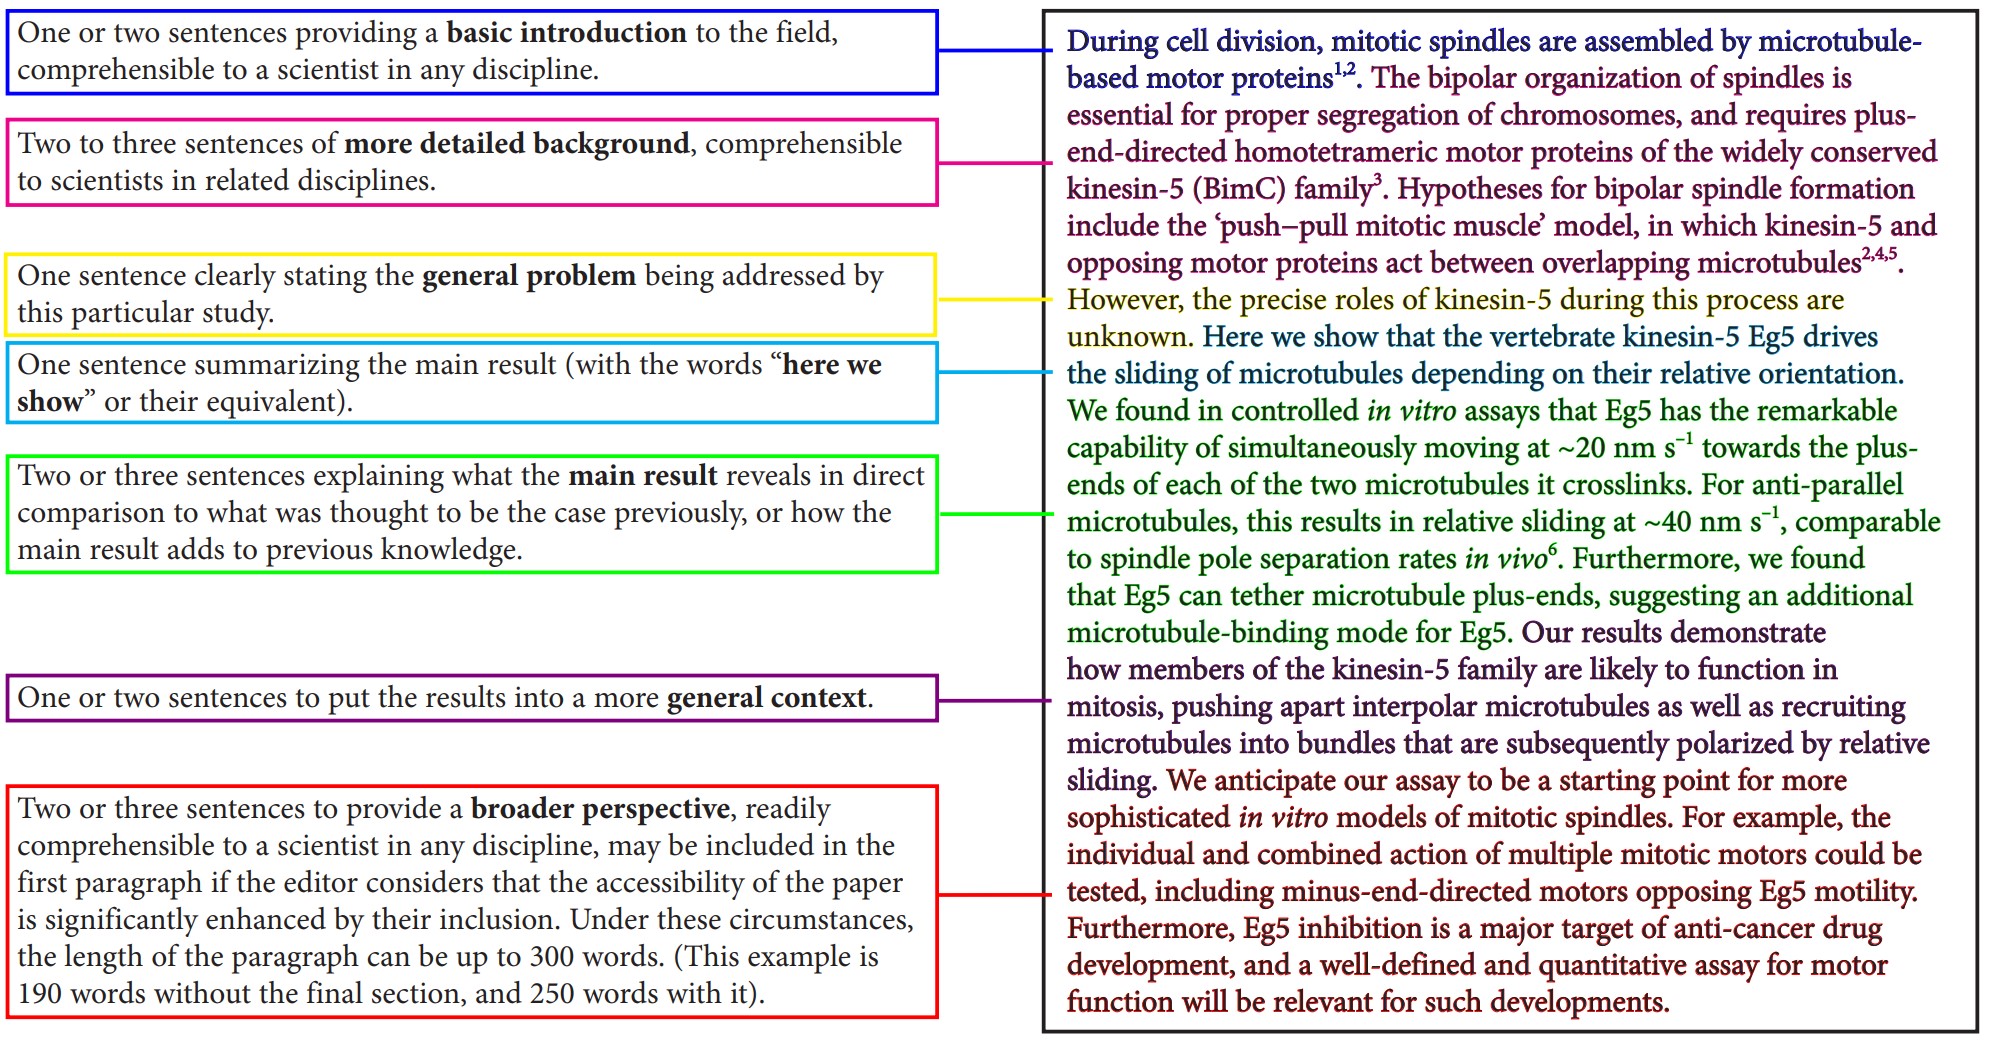 One or two sentences providing a basic introduction to the field,
comprehensible to a scientist in any discipline.
Two to three sentences of more detailed background, comprehensible
to scientists in related disciplines.
One sentence clearly stating the general problem being addressed by
this particular study.
One sentence summarizing the main result (with the words “here we
show” or their equivalent).
Two or three sentences explaining what the main result reveals in direct
comparison to what was thought to be the case previously, or how the
main result adds to previous knowledge.
One or two sentences to put the results into a more general context.
Two or three sentences to provide a broader perspective, readily
comprehensible to a scientist in any discipline, may be included in the
first paragraph if the editor considers that the accessibility of the paper
is significantly enhanced by their inclusion. Under these circumstances,
the length of the paragraph can be up to 300 words. (This example is
190 words without the final section, and 250 words with it).
During cell division, mitotic spindles are assembled by microtubule-
based motor proteins¹,². The bipolar organization of spindles is
essential for proper segregation of chromosomes, and requires plus-
end-directed homotetrameric motor proteins of the widely conserved
kinesin-5 (BimC) family³. Hypotheses for bipolar spindle formation
include the ‘push–pull mitotic muscle’ model, in which kinesin-5 and
opposing motor proteins act between overlapping microtubules²,⁴,⁵.
However, the precise roles of kinesin-5 during this process are
unknown. Here we show that the vertebrate kinesin-5 Eg5 drives
the sliding of microtubules depending on their relative orientation.
We found in controlled in vitro assays that Eg5 has the remarkable
capability of simultaneously moving at ~20 nm s⁻¹ towards the plus-
ends of each of the two microtubules it crosslinks. For anti-parallel
microtubules, this results in relative sliding at ~40 nm s⁻¹, comparable
to spindle pole separation rates in vivo⁶. Furthermore, we found
that Eg5 can tether microtubule plus-ends, suggesting an additional
microtubule-binding mode for Eg5. Our results demonstrate
how members of the kinesin-5 family are likely to function in
mitosis, pushing apart interpolar microtubules as well as recruiting
microtubules into bundles that are subsequently polarized by relative
sliding. We anticipate our assay to be a starting point for more
sophisticated in vitro models of mitotic spindles. For example, the
individual and combined action of multiple mitotic motors could be
tested, including minus-end-directed motors opposing Eg5 motility.
Furthermore, Eg5 inhibition is a major target of anti-cancer drug
development, and a well-defined and quantitative assay for motor
function will be relevant for such developments.